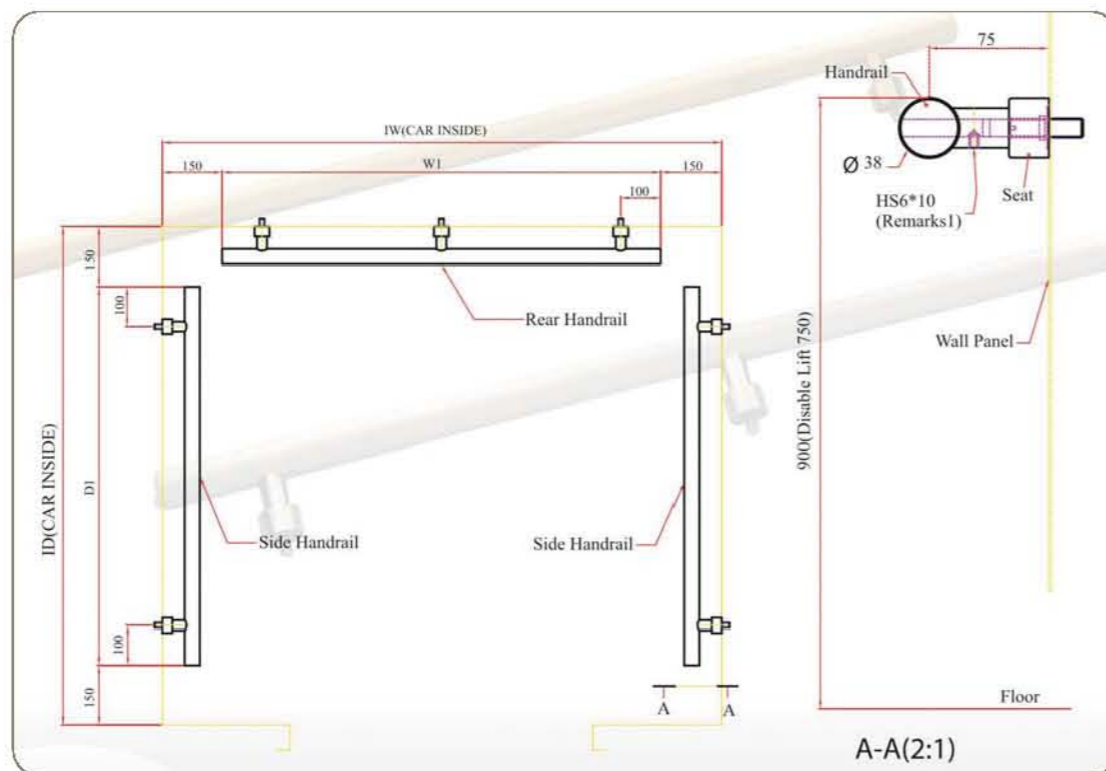 75
Handrail
IW(CAR INSIDE)
150
W1
150
Ø 38
HS6*10
(Remarks1)
Seat
100
150
100
Rear Handrail
Wall Panel
900(Disable Lift 750)
ID(CAR INSIDE)
D1
Side Handrail
Side Handrail
100
150
A
A
Floor
A-A(2:1)